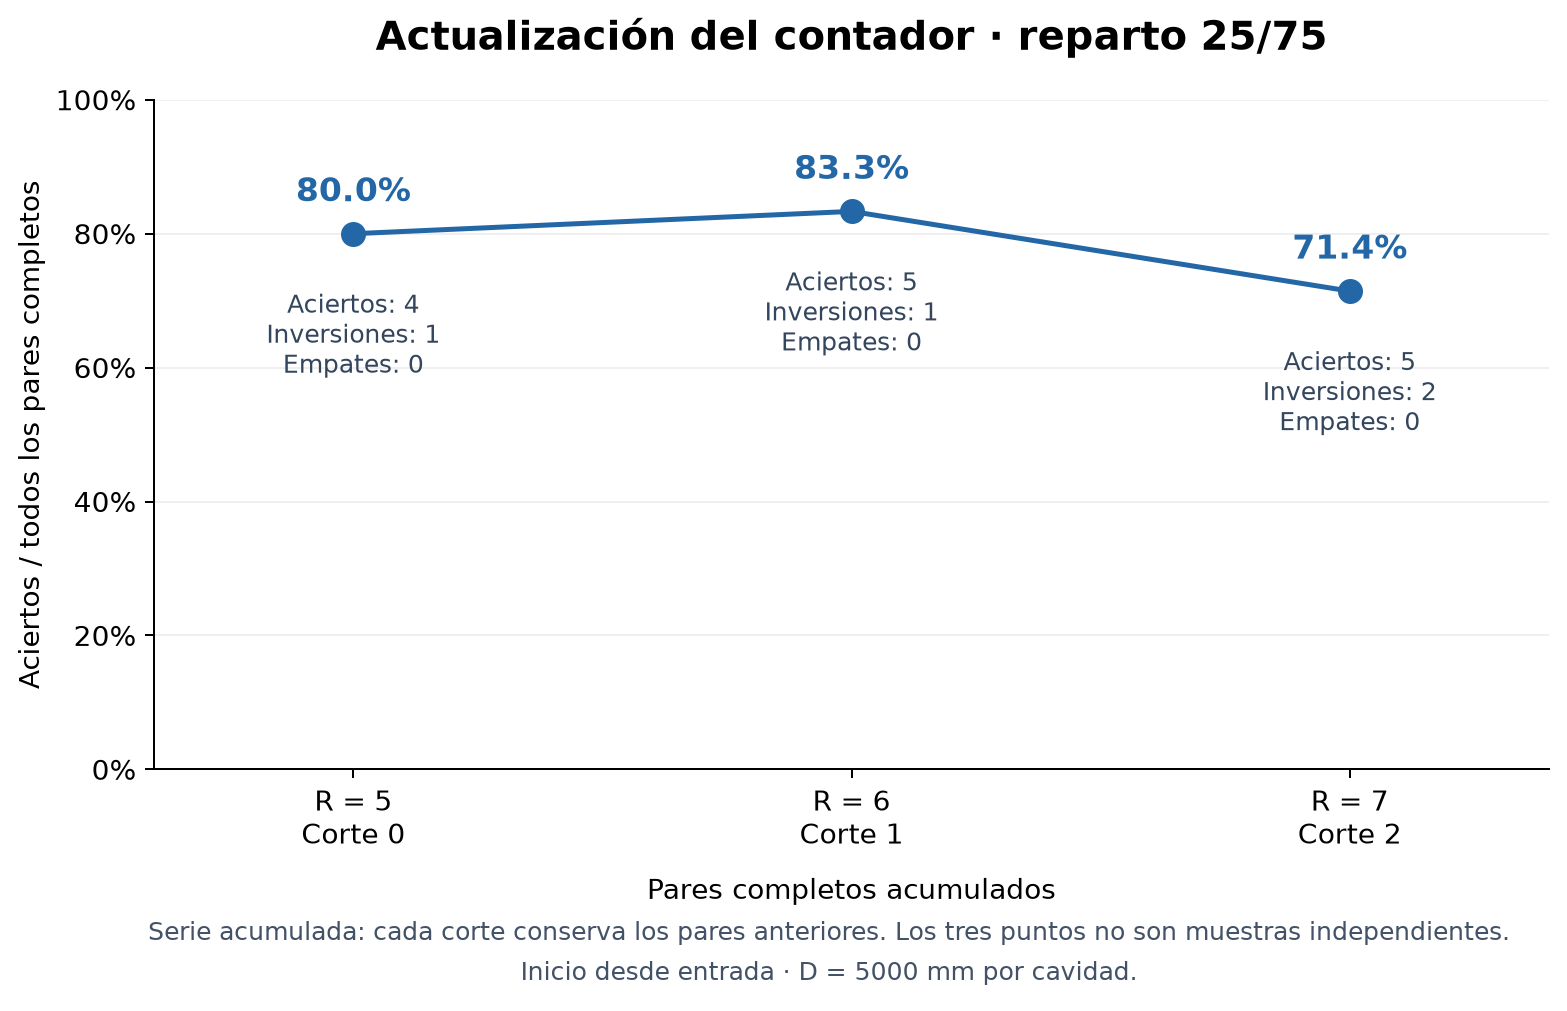 Actualización del contador · reparto 25/75
Aciertos / todos los pares completos
100%
80%
60%
40%
20%
0%
80.0%
Aciertos: 4
Inversiones: 1
Empates: 0
83.3%
Aciertos: 5
Inversiones: 1
Empates: 0
71.4%
Aciertos: 5
Inversiones: 2
Empates: 0
R = 5
Corte 0
R = 6
Corte 1
R = 7
Corte 2
Pares completos acumulados
Serie acumulada: cada corte conserva los pares anteriores. Los tres puntos no son muestras independientes.
Inicio desde entrada · D = 5000 mm por cavidad.